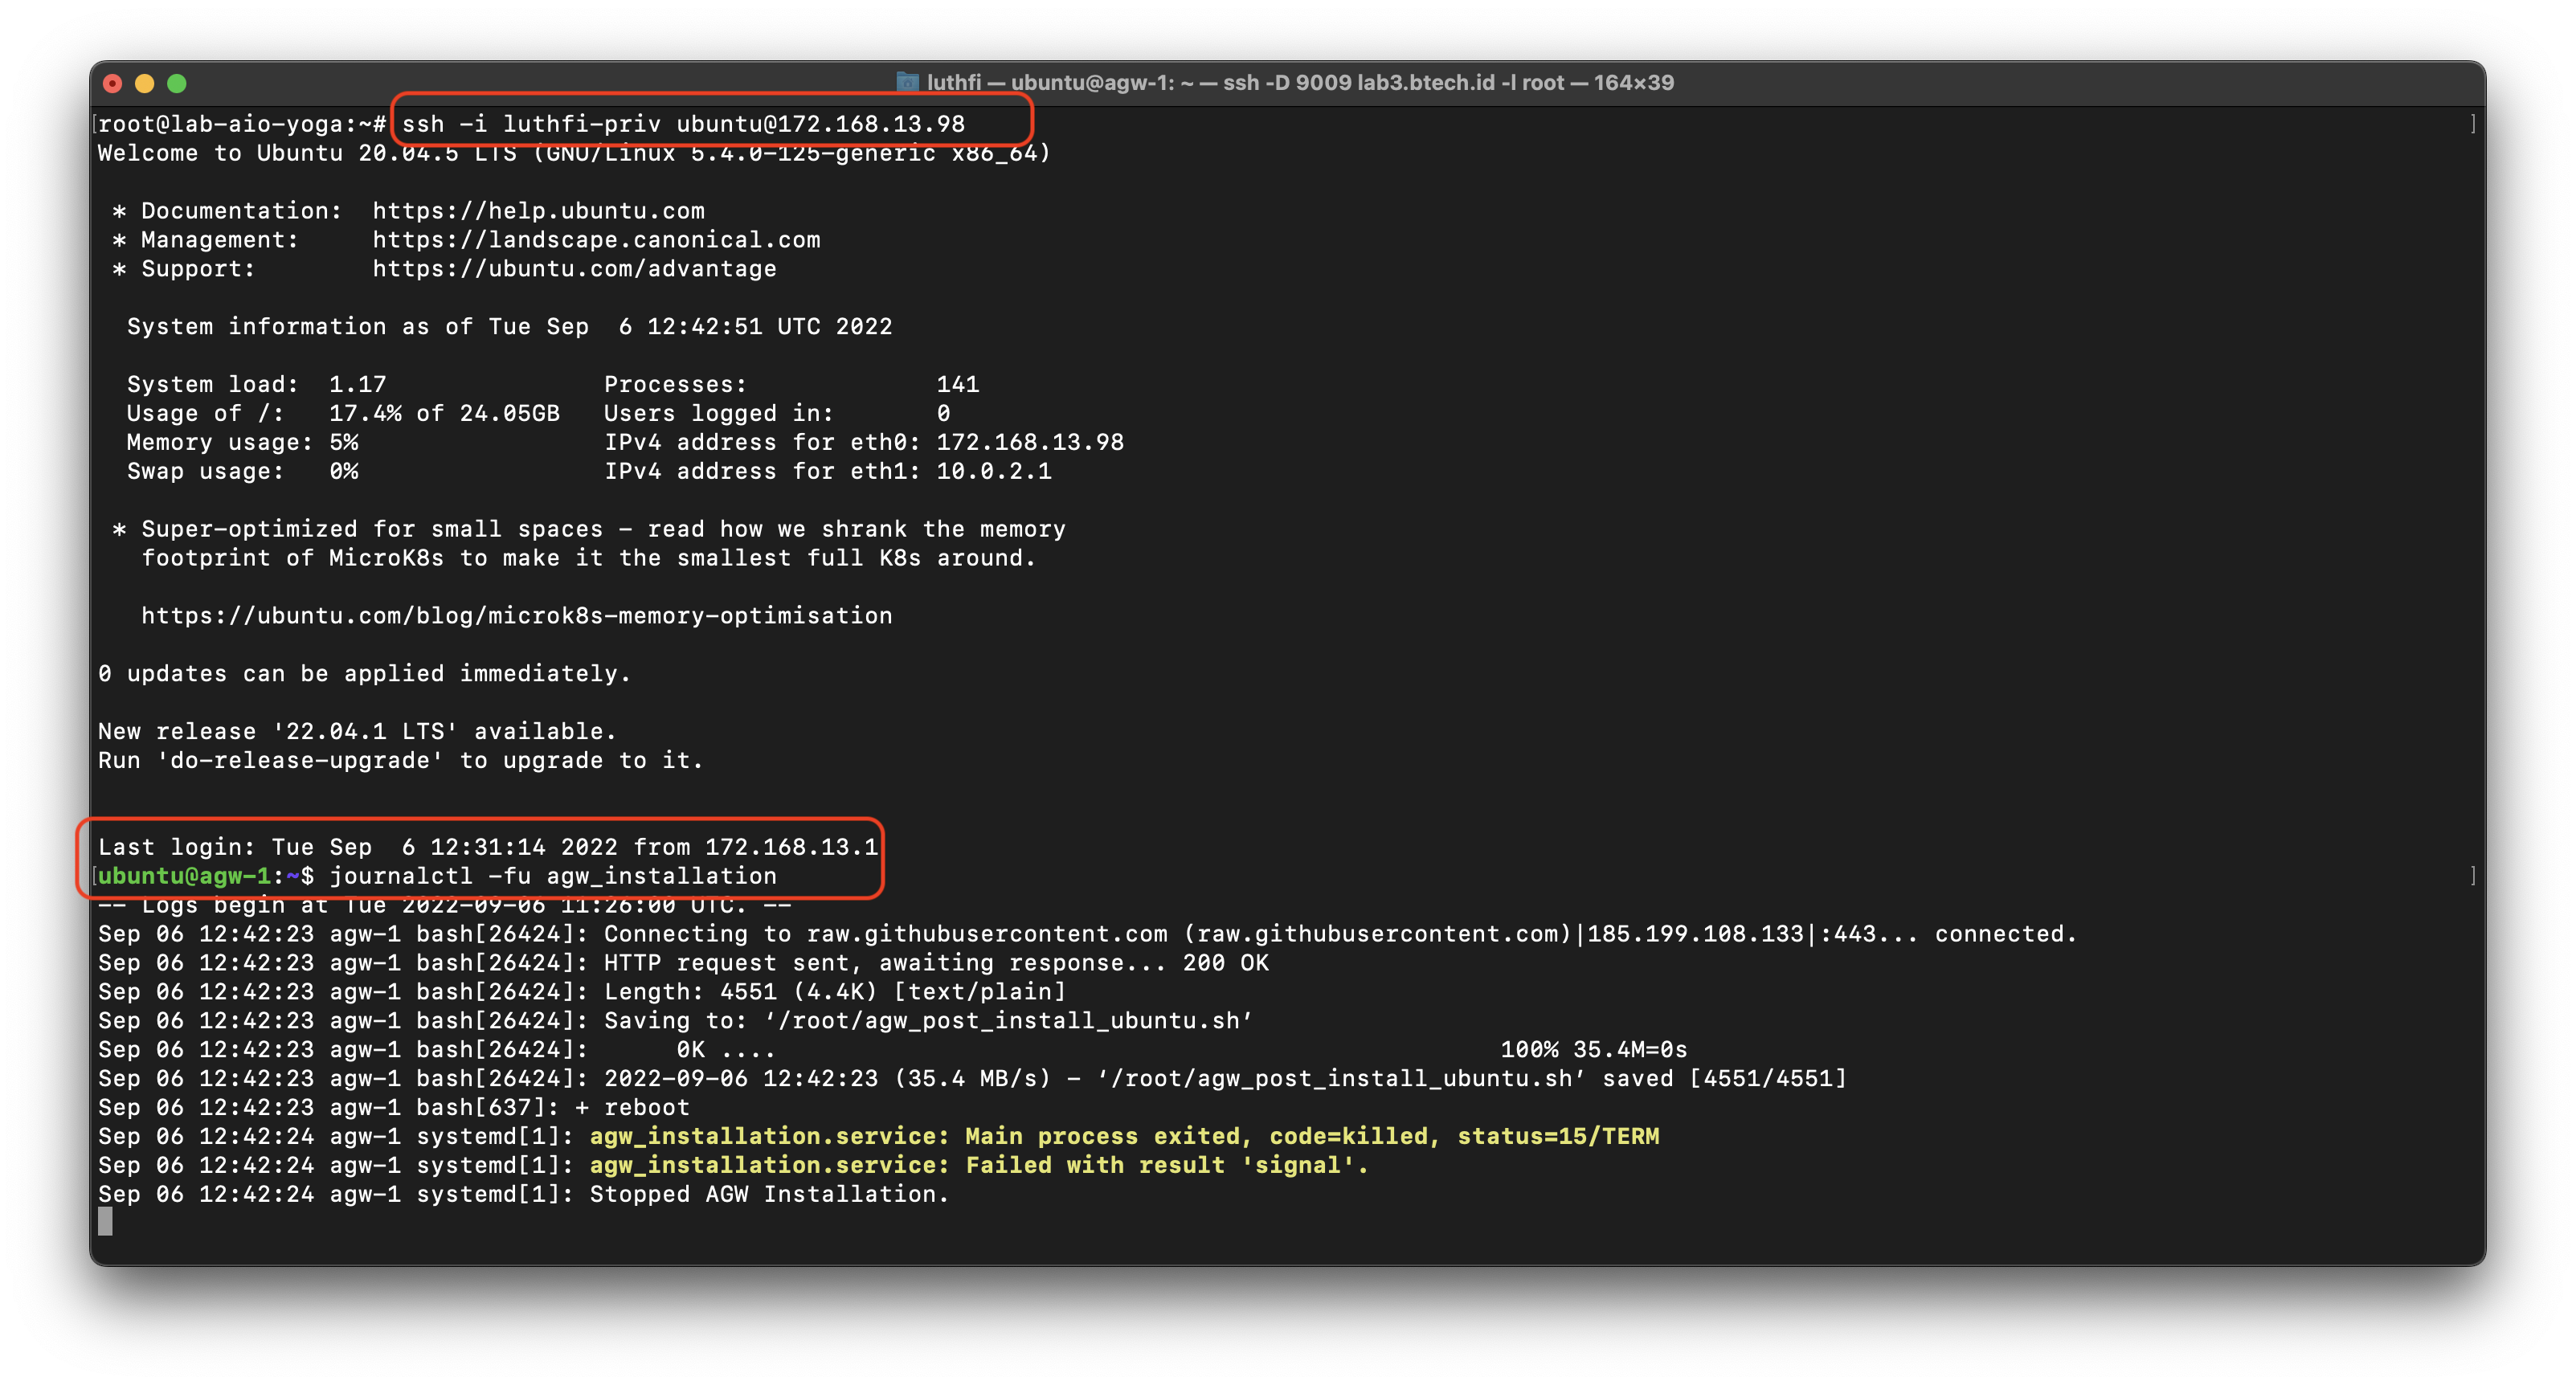 luthfi — ubuntu@agw-1: ~ — ssh -D 9009 lab3.btech.id -l root — 164×39
[root@lab-aio-yoga:~# ssh -i luthfi-priv ubuntu@172.168.13.98 ]
Welcome to Ubuntu 20.04.5 LTS (GNU/Linux 5.4.0-125-generic x86_64)
* Documentation:  https://help.ubuntu.com
* Management:     https://landscape.canonical.com
* Support:        https://ubuntu.com/advantage
System information as of Tue Sep  6 12:42:51 UTC 2022
System load:  1.17               Processes:             141
Usage of /:   17.4% of 24.05GB   Users logged in:       0
Memory usage: 5%                 IPv4 address for eth0: 172.168.13.98
Swap usage:   0%                 IPv4 address for eth1: 10.0.2.1
* Super-optimized for small spaces - read how we shrank the memory
footprint of MicroK8s to make it the smallest full K8s around.
https://ubuntu.com/blog/microk8s-memory-optimisation
0 updates can be applied immediately.
New release '22.04.1 LTS' available.
Run 'do-release-upgrade' to upgrade to it.
Last login: Tue Sep  6 12:31:14 2022 from 172.168.13.1
[ubuntu@agw-1:~$ journalctl -fu agw_installation ]
-- Logs begin at Tue 2022-09-06 11:26:00 UTC. --
Sep 06 12:42:23 agw-1 bash[26424]: Connecting to raw.githubusercontent.com (raw.githubusercontent.com)|185.199.108.133|:443... connected.
Sep 06 12:42:23 agw-1 bash[26424]: HTTP request sent, awaiting response... 200 OK
Sep 06 12:42:23 agw-1 bash[26424]: Length: 4551 (4.4K) [text/plain]
Sep 06 12:42:23 agw-1 bash[26424]: Saving to: ‘/root/agw_post_install_ubuntu.sh’
Sep 06 12:42:23 agw-1 bash[26424]:      0K ....                                                  100% 35.4M=0s
Sep 06 12:42:23 agw-1 bash[26424]: 2022-09-06 12:42:23 (35.4 MB/s) - ‘/root/agw_post_install_ubuntu.sh’ saved [4551/4551]
Sep 06 12:42:23 agw-1 bash[637]: + reboot
Sep 06 12:42:24 agw-1 systemd[1]: agw_installation.service: Main process exited, code=killed, status=15/TERM
Sep 06 12:42:24 agw-1 systemd[1]: agw_installation.service: Failed with result 'signal'.
Sep 06 12:42:24 agw-1 systemd[1]: Stopped AGW Installation.